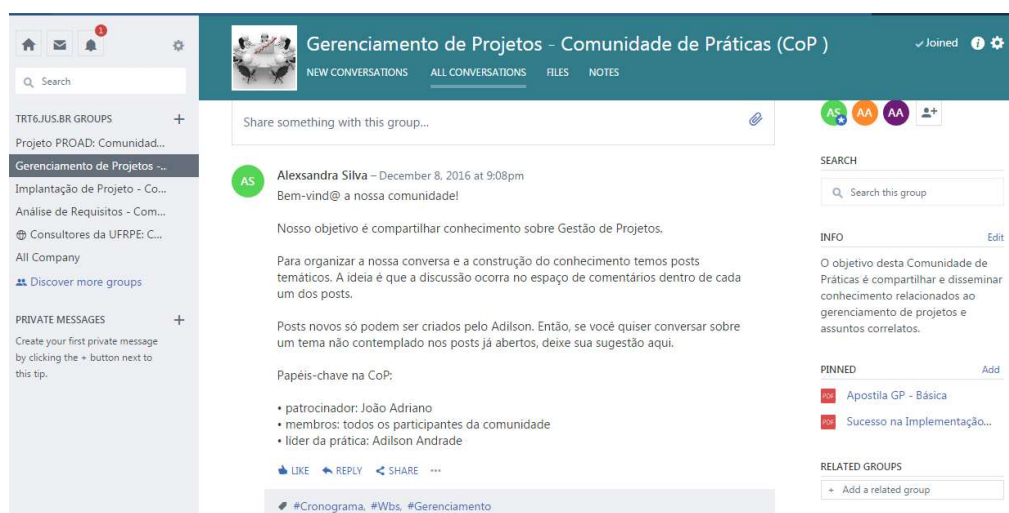 1
Search
TRT6.JUS.BR GROUPS +
Projeto PROAD: Comunidad...
Gerenciamento de Projetos -...
Implantação de Projeto - Co...
Análise de Requisitos - Com...
Consultores da UFRPE: C...
All Company
Discover more groups
PRIVATE MESSAGES +
Create your first private message
by clicking the + button next to
this tip.
Gerenciamento de Projetos - Comunidade de Práticas (CoP )
Joined
NEW CONVERSATIONS ALL CONVERSATIONS FILES NOTES
Share something with this group...
AS
Alexsandra Silva – December 8, 2016 at 9:08pm
Bem-vind@ a nossa comunidade!
Nosso objetivo é compartilhar conhecimento sobre Gestão de Projetos.
Para organizar a nossa conversa e a construção do conhecimento temos posts
temáticos. A ideia é que a discussão ocorra no espaço de comentários dentro de cada
um dos posts.
Posts novos só podem ser criados pelo Adilson. Então, se você quiser conversar sobre
um tema não contemplado nos posts já abertos, deixe sua sugestão aqui.
Papéis-chave na CoP:
• patrocinador: João Adriano
• membros: todos os participantes da comunidade
• líder da prática: Adilson Andrade
LIKE REPLY SHARE ...
#Cronograma, #Wbs, #Gerenciamento
AS AA AA
SEARCH
Search this group
INFO Edit
O objetivo desta Comunidade de
Práticas é compartilhar e disseminar
conhecimento relacionados ao
gerenciamento de projetos e
assuntos correlatos.
PINNED Add
PDF Apostila GP - Básica
PDF Sucesso na Implementação...
RELATED GROUPS
+ Add a related group